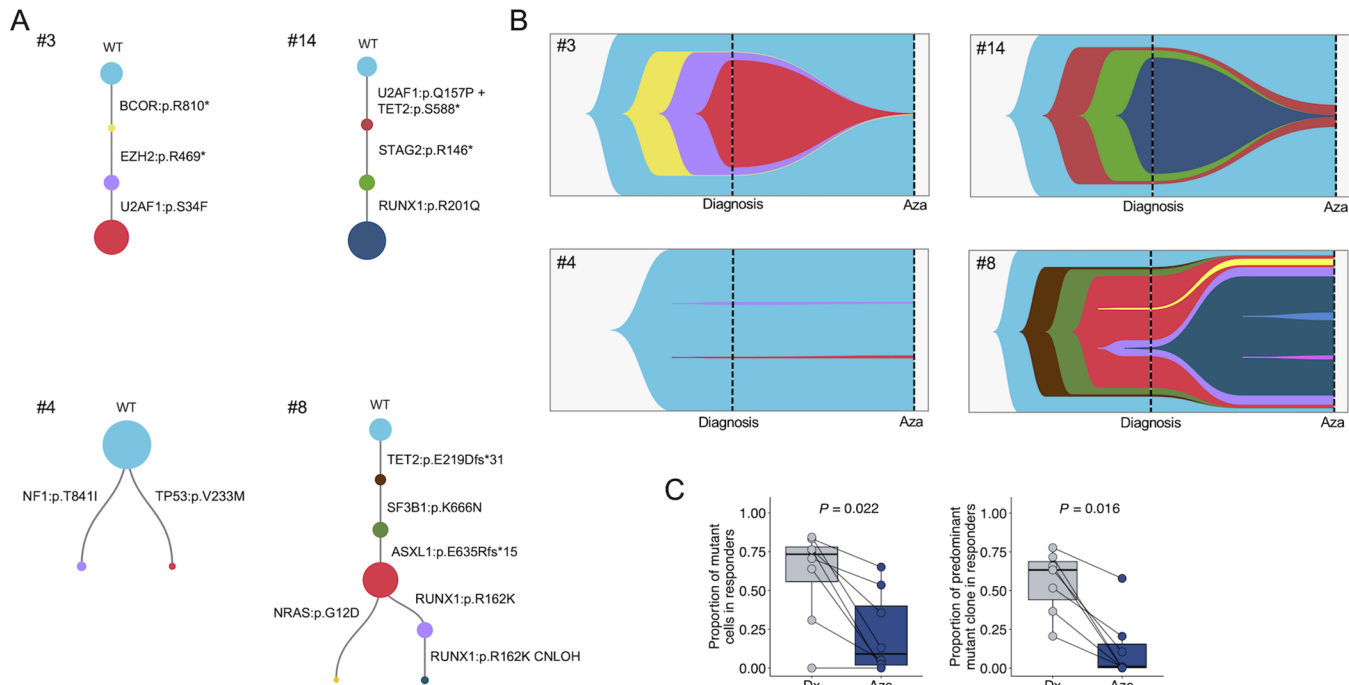 A
#3
WT
BCOR:p.R810*
EZH2:p.R469*
U2AF1:p.S34F
#14
WT
U2AF1:p.Q157P +
TET2:p.S588*
STAG2:p.R146*
RUNX1:p.R201Q
#4
WT
NF1:p.T841I
TP53:p.V233M
#8
WT
TET2:p.E219Dfs*31
SF3B1:p.K666N
ASXL1:p.E635Rfs*15
NRAS:p.G12D
RUNX1:p.R162K
RUNX1:p.R162K CNLOH
B
#3
Diagnosis
Aza
#14
Diagnosis
Aza
#4
Diagnosis
Aza
#8
Diagnosis
Aza
C
P = 0.022
Proportion of mutant
cells in responders
1.00
0.75
0.50
0.25
0.00
Dx
Aza
P = 0.016
Proportion of predominant
mutant clone in responders
1.00
0.75
0.50
0.25
0.00
Dx
Aza